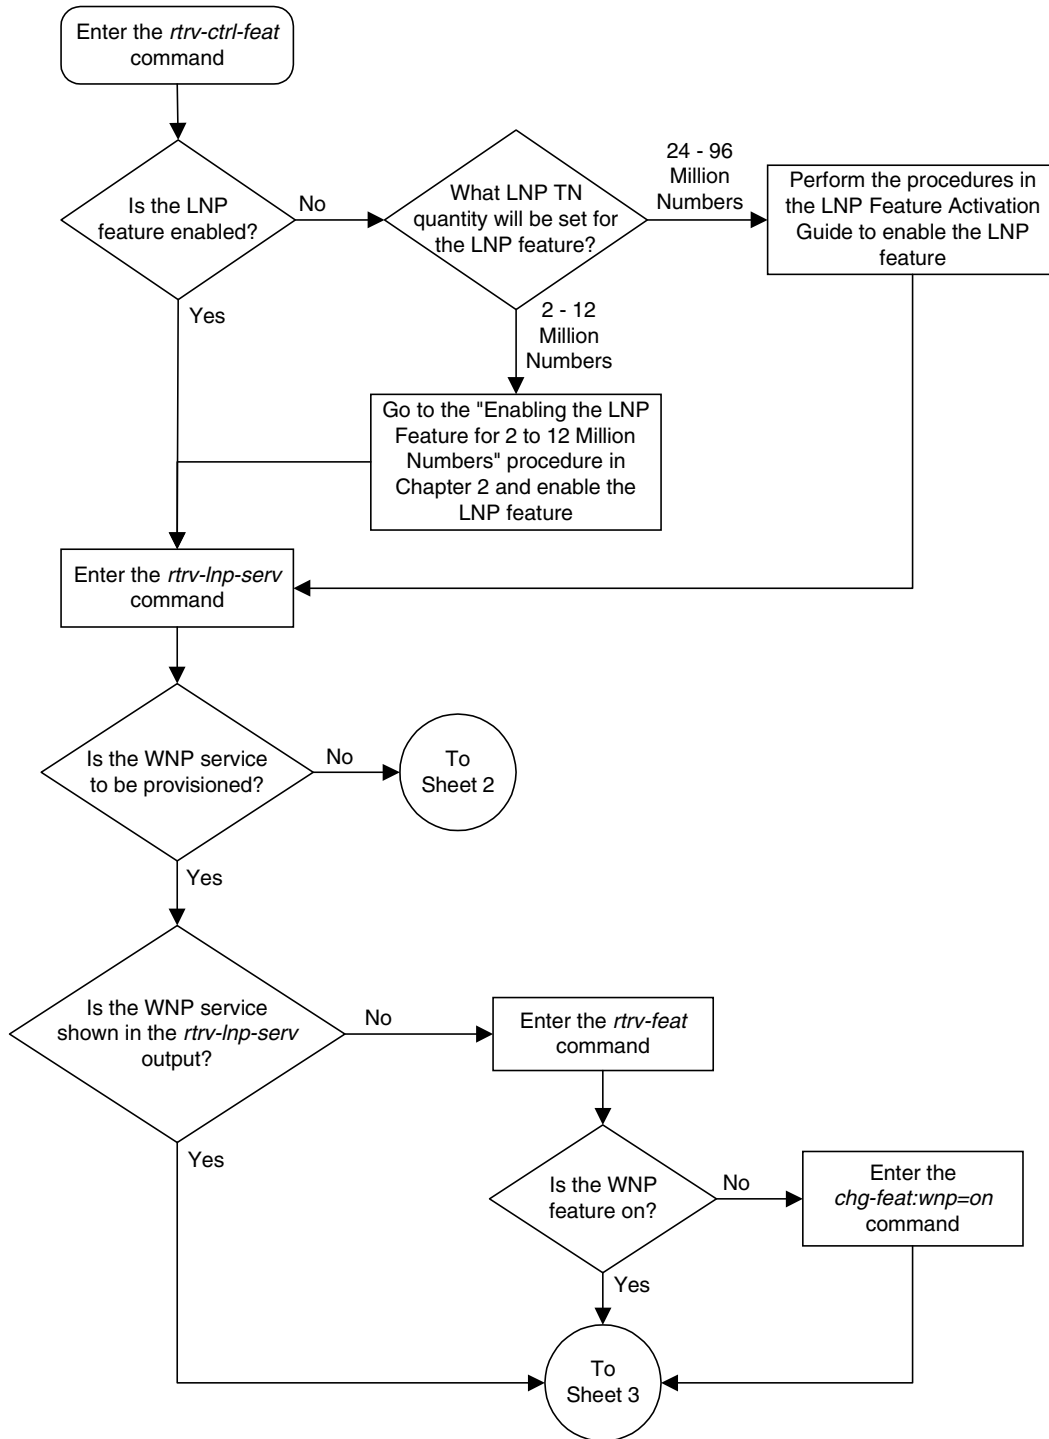 Enter the rtrv-ctrl-feat
command
Is the LNP
feature enabled?
No
What LNP TN
quantity will be set for
the LNP feature?
24 - 96
Million
Numbers
Perform the procedures in
the LNP Feature Activation
Guide to enable the LNP
feature
Yes
2 - 12
Million
Numbers
Go to the "Enabling the LNP
Feature for 2 to 12 Million
Numbers" procedure in
Chapter 2 and enable the
LNP feature
Enter the rtrv-lnp-serv
command
Is the WNP service
to be provisioned?
No
To
Sheet 2
Yes
Is the WNP service
shown in the rtrv-lnp-serv
output?
No
Enter the rtrv-feat
command
Yes
Is the WNP
feature on?
No
Enter the
chg-feat:wnp=on
command
Yes
To
Sheet 3